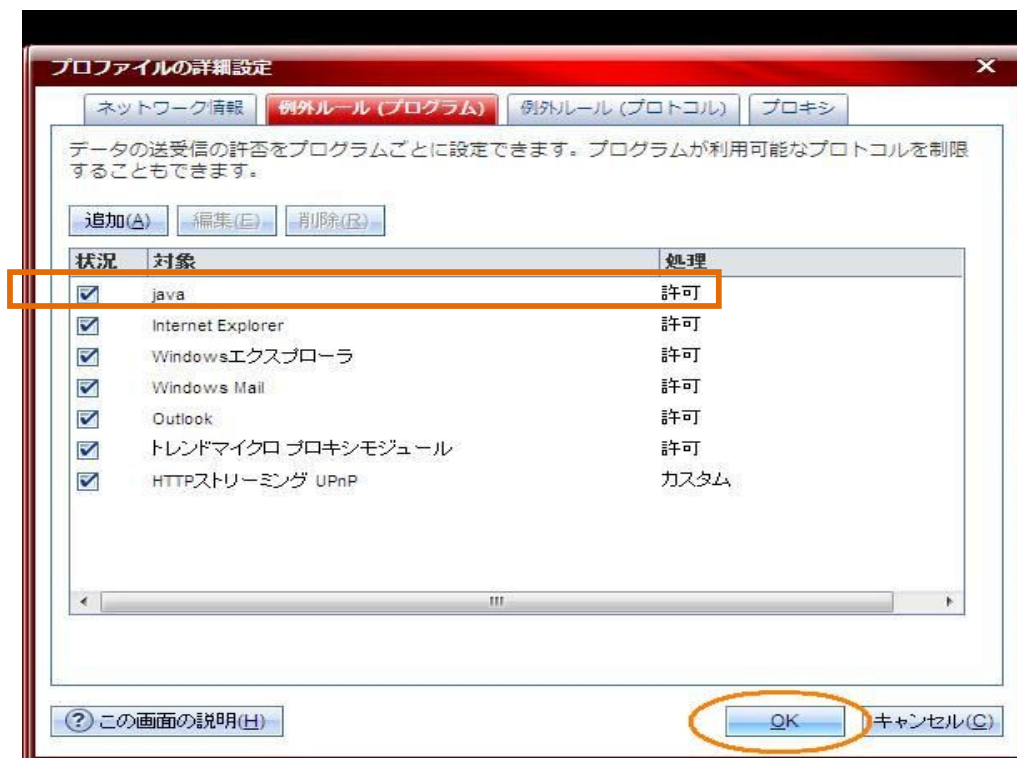 プロファイルの詳細設定
ネットワーク情報 例外ルール (プログラム) 例外ルール (プロトコル) プロキシ
データの送受信の許否をプログラムごとに設定できます。プログラムが利用可能なプロトコルを制限
することもできます。
追加(A) 編集(E) 削除(R)
状況 対象 処理
java 許可
Internet Explorer 許可
Windowsエクスプローラ 許可
Windows Mail 許可
Outlook 許可
トレンドマイクロ プロキシモジュール 許可
HTTPストリーミング UPnP カスタム
? この画面の説明(H) OK キャンセル(C)